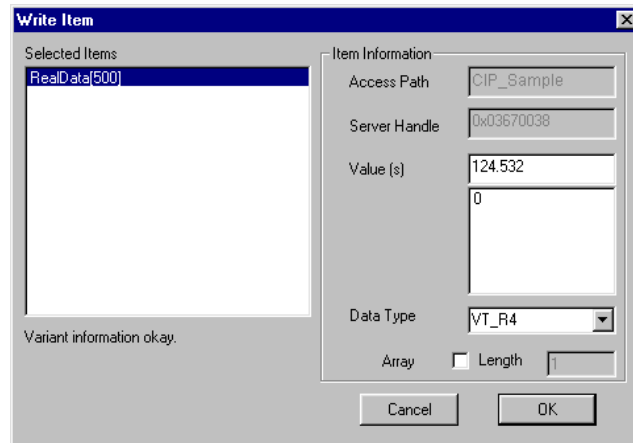 Write Item
Selected Items
RealData[500]
Variant information okay.
Item Information
Access Path CIP_Sample
Server Handle 0x03670038
Value (s) 124.532
0
Data Type VT_R4
Array Length 1
Cancel OK